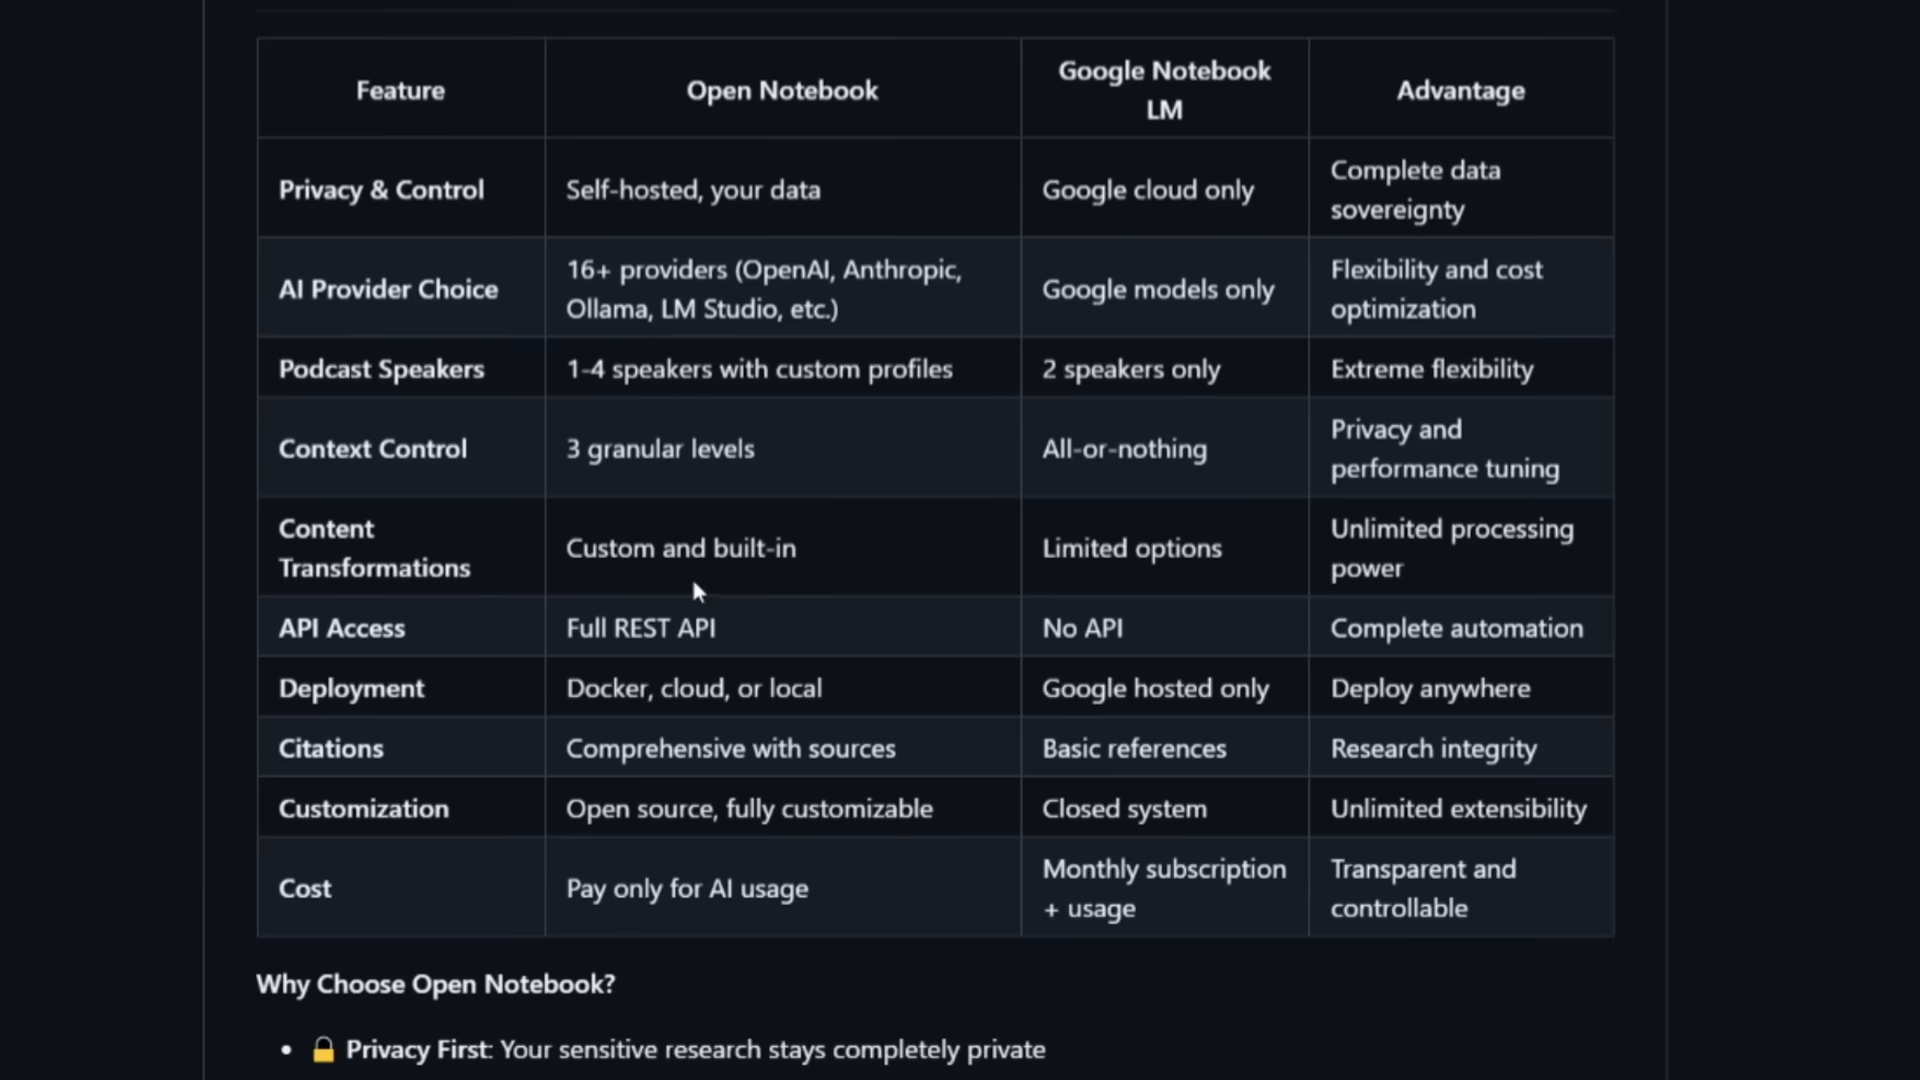 Feature
Open Notebook
Google Notebook
LM
Advantage
Privacy & Control
Self-hosted, your data
Google cloud only
Complete data
sovereignty
AI Provider Choice
16+ providers (OpenAI, Anthropic,
Ollama, LM Studio, etc.)
Google models only
Flexibility and cost
optimization
Podcast Speakers
1-4 speakers with custom profiles
2 speakers only
Extreme flexibility
Context Control
3 granular levels
All-or-nothing
Privacy and
performance tuning
Content
Transformations
Custom and built-in
Limited options
Unlimited processing
power
API Access
Full REST API
No API
Complete automation
Deployment
Docker, cloud, or local
Google hosted only
Deploy anywhere
Citations
Comprehensive with sources
Basic references
Research integrity
Customization
Open source, fully customizable
Closed system
Unlimited extensibility
Cost
Pay only for AI usage
Monthly subscription
+ usage
Transparent and
controllable
Why Choose Open Notebook?
• 🔒 Privacy First: Your sensitive research stays completely private